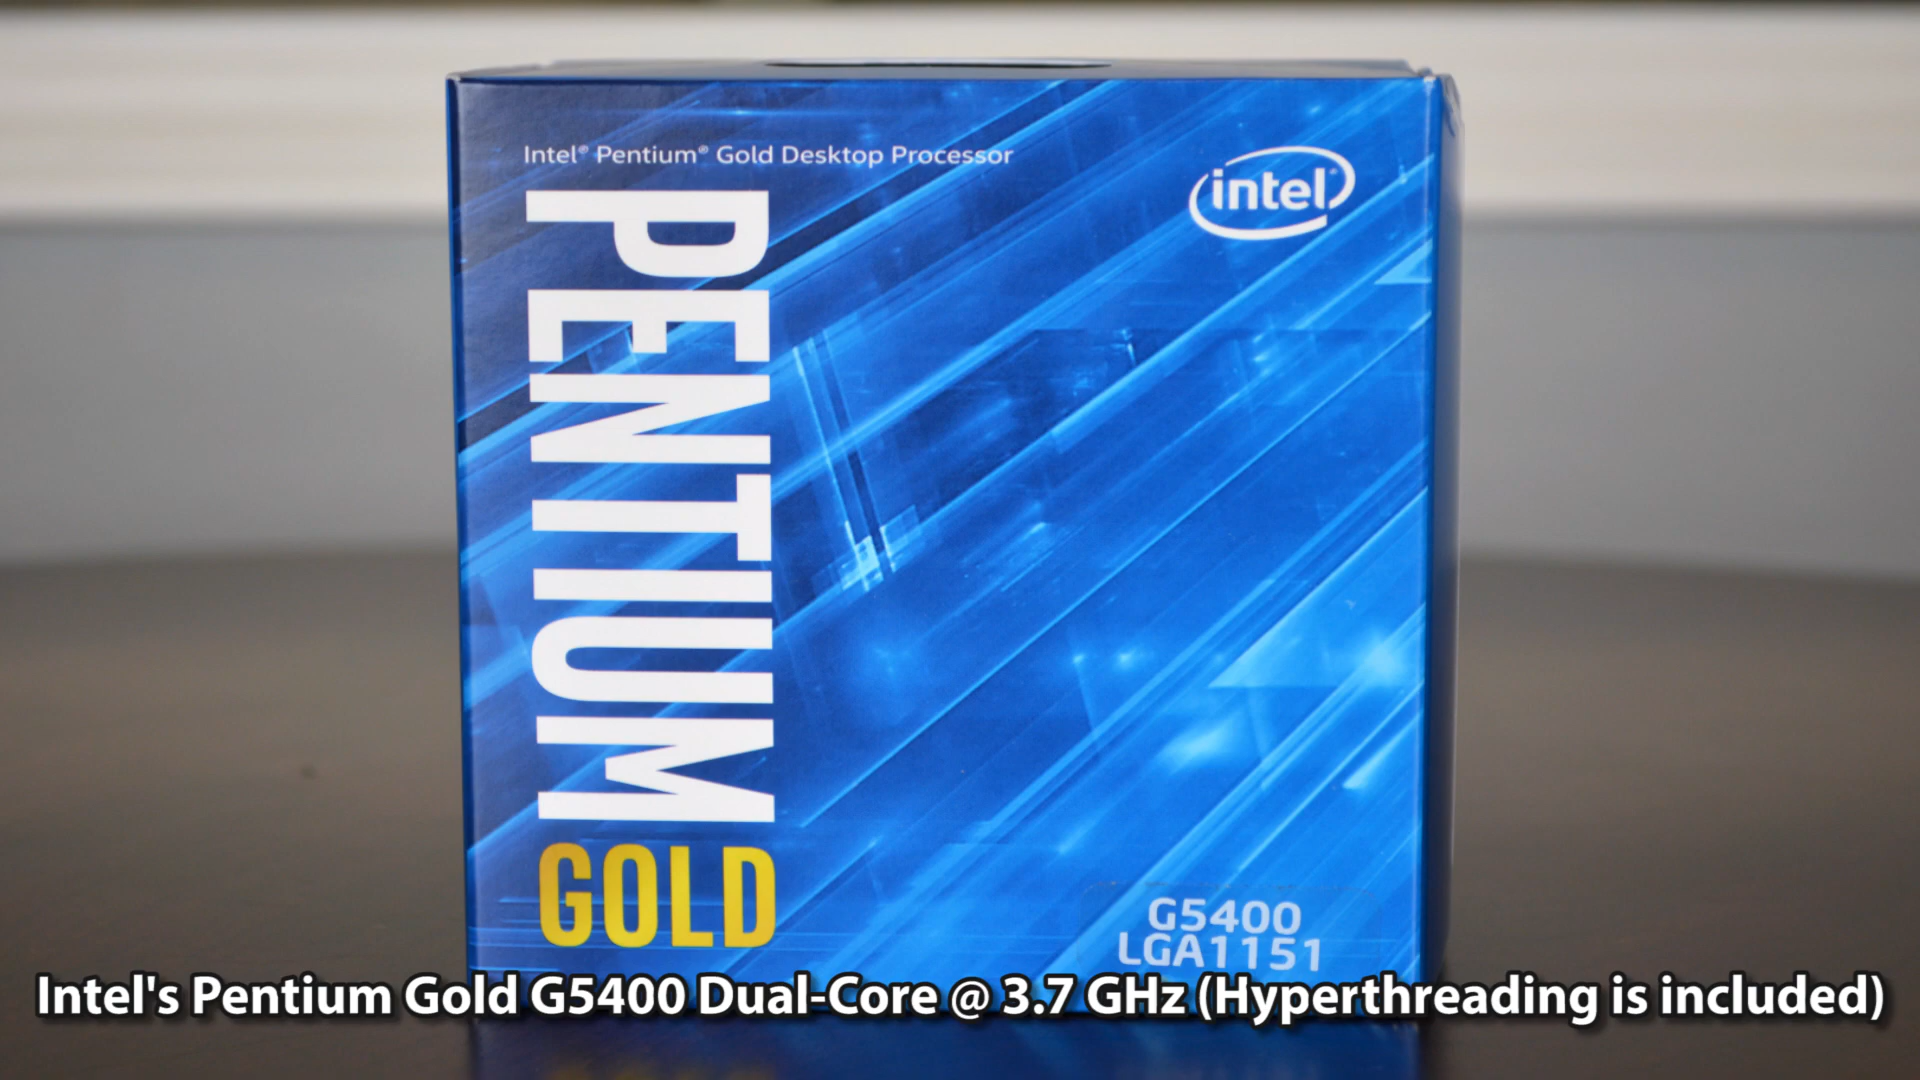 Intel® Pentium® Gold Desktop Processor
intel®
PENTIUM
GOLD
G5400
LGA1151
Intel's Pentium Gold G5400 Dual-Core @ 3.7 GHz (Hyperthreading is included)